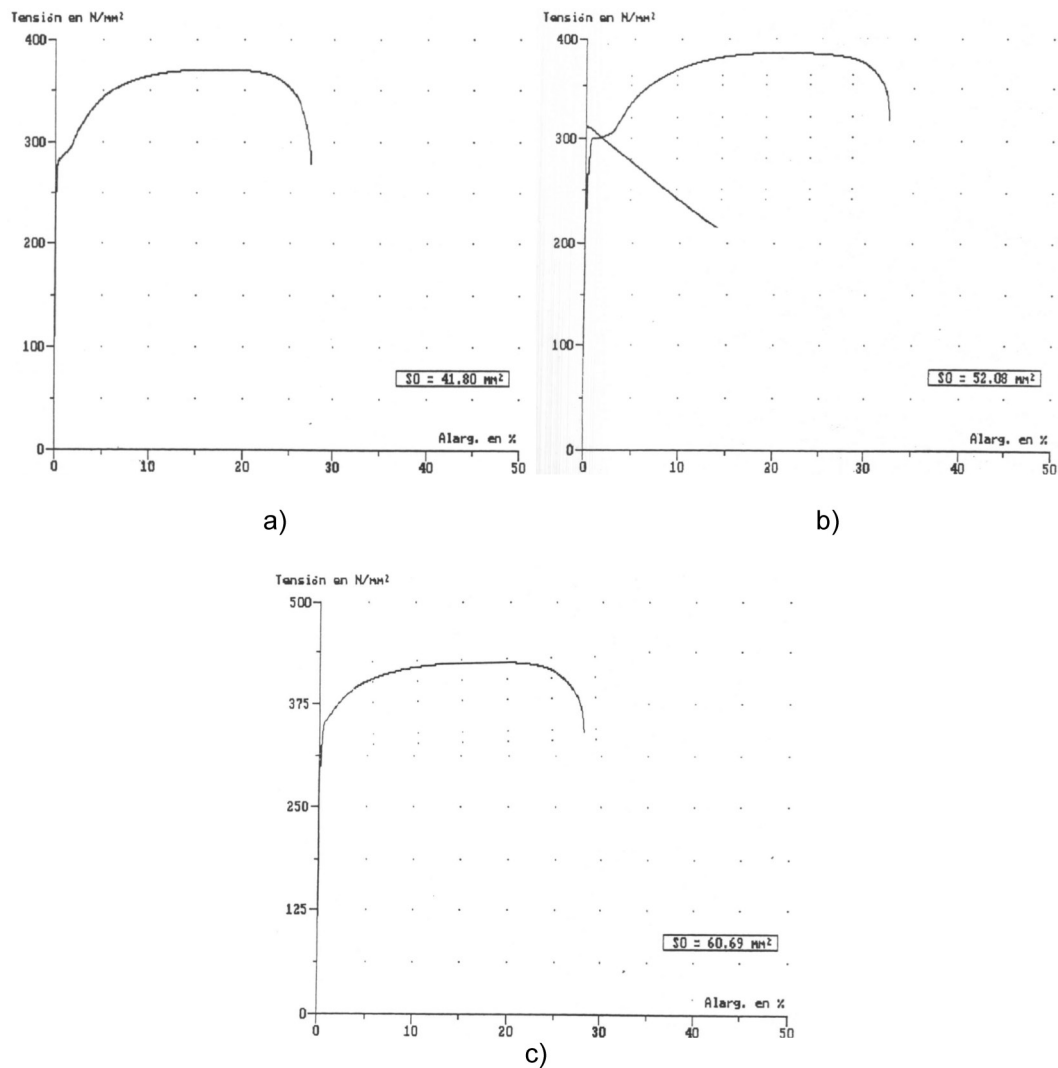 Tensión en N/mm²
400
300
200
100
0
0 10 20 30 40 50
Alarg. en %
SO = 41.80 mm²
a)
Tensión en N/mm²
400
300
200
100
0
0 10 20 30 40 50
Alarg. en %
SO = 52.08 mm²
b)
Tensión en N/mm²
500
375
250
125
0
0 10 20 30 40 50
Alarg. en %
SO = 60.69 mm²
c)